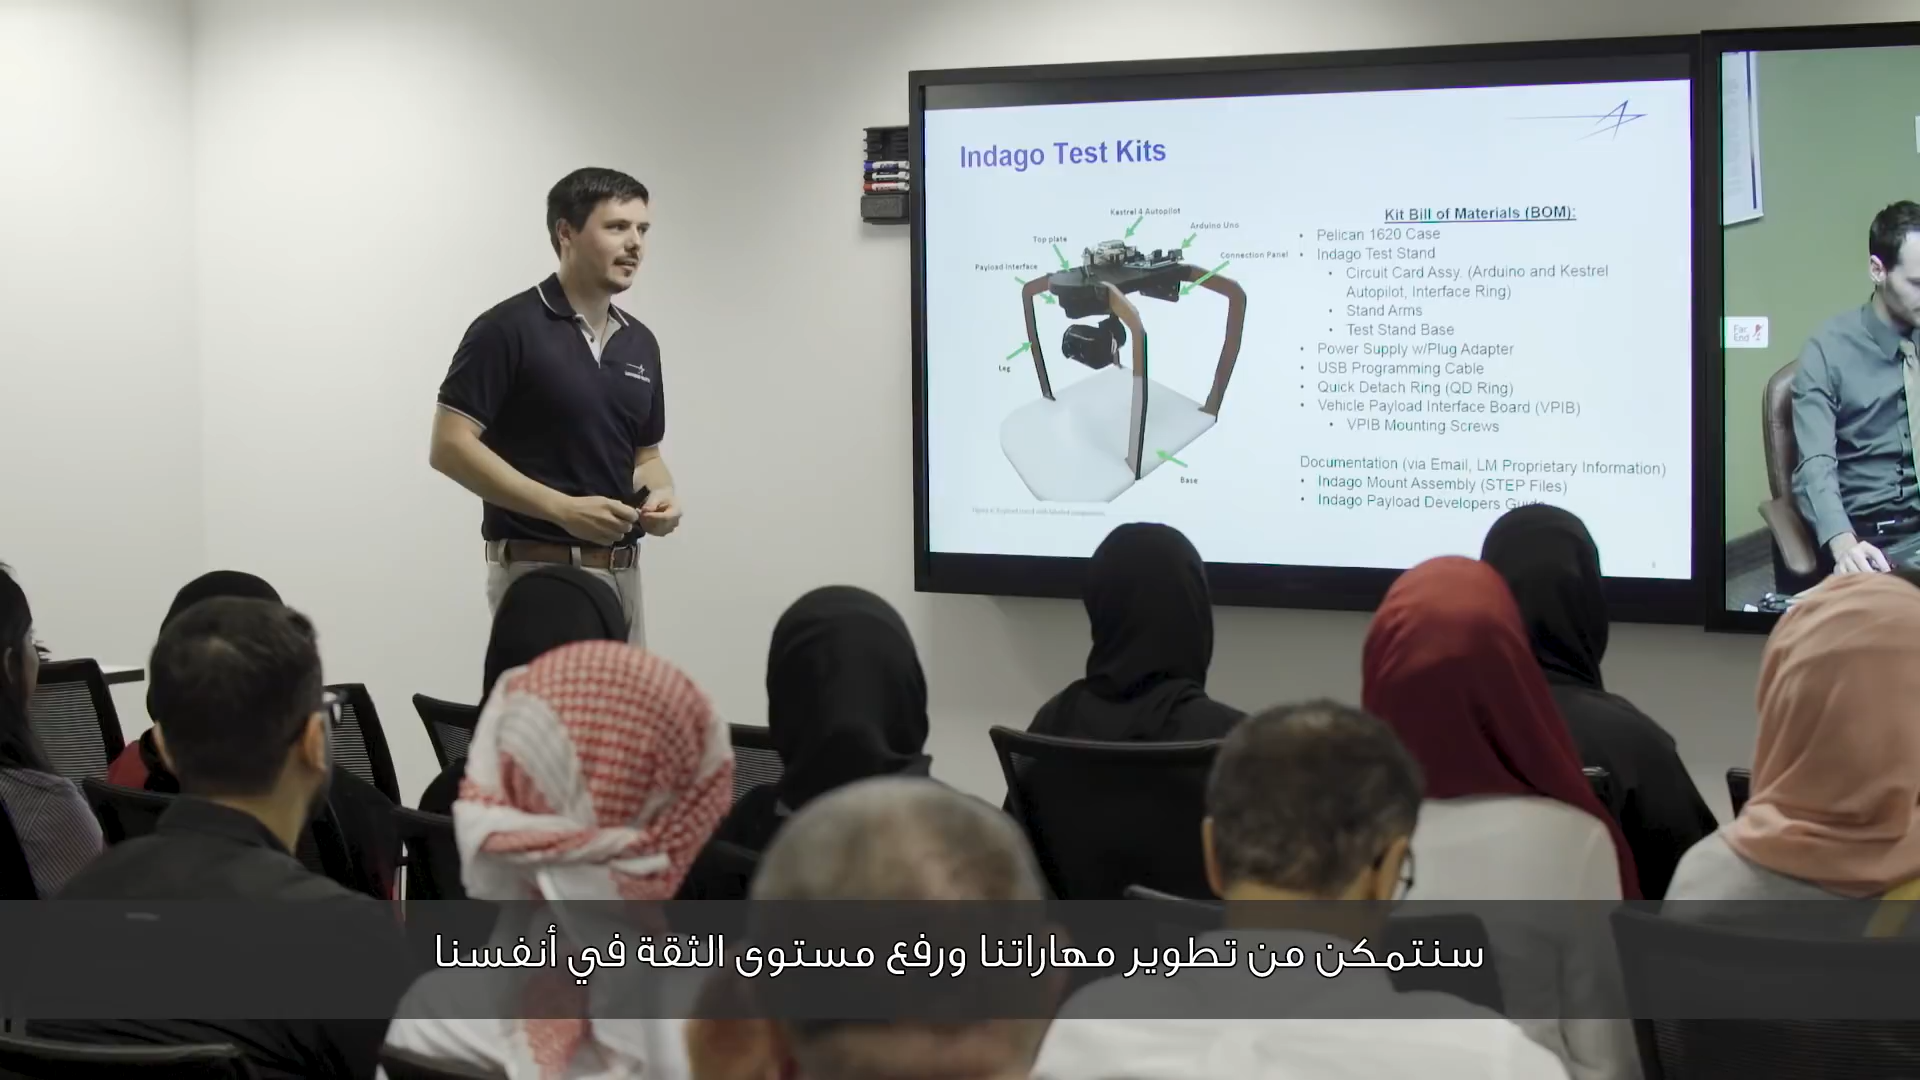 Indago Test Kits
Kestrel 4 Autopilot
Arduino Uno
Top plate
Connection Panel
Payload Interface
Leg
Base
Kit Bill of Materials (BOM):
• Pelican 1620 Case
• Indago Test Stand
• Circuit Card Assy. (Arduino and Kestrel
Autopilot, Interface Ring)
• Stand Arms
• Test Stand Base
• Power Supply w/Plug Adapter
• USB Programming Cable
• Quick Detach Ring (QD Ring)
• Vehicle Payload Interface Board (VPIB)
• VPIB Mounting Screws
Documentation (via Email, LM Proprietary Information)
• Indago Mount Assembly (STEP Files)
• Indago Payload Developers
Far
End
سنتمكن من تطوير مهاراتنا ورفع مستوى الثقة في أنفسنا